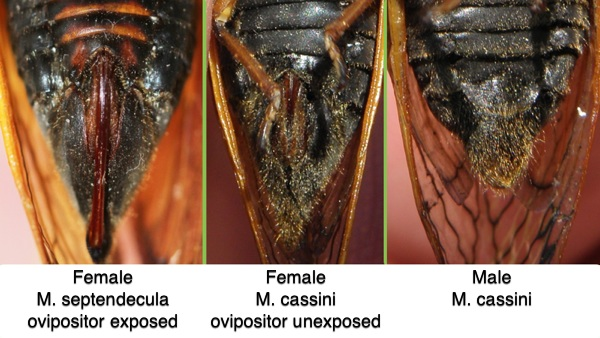 Female
M. septendecula
ovipositor exposed
Female
M. cassini
ovipositor unexposed
Male
M. cassini